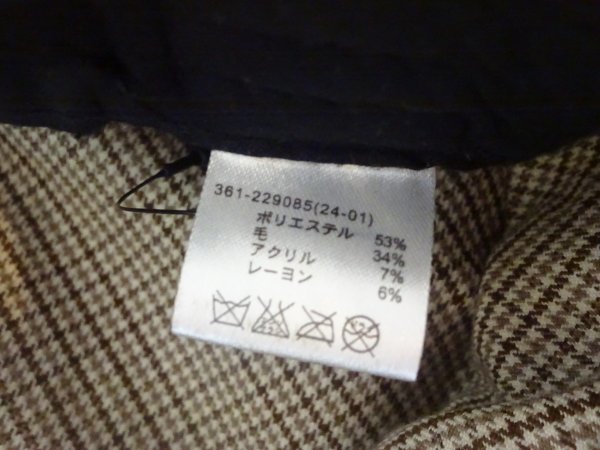 361-229085(24-01)
ポリエステル 53%
毛 34%
アクリル 7%
レーヨン 6%